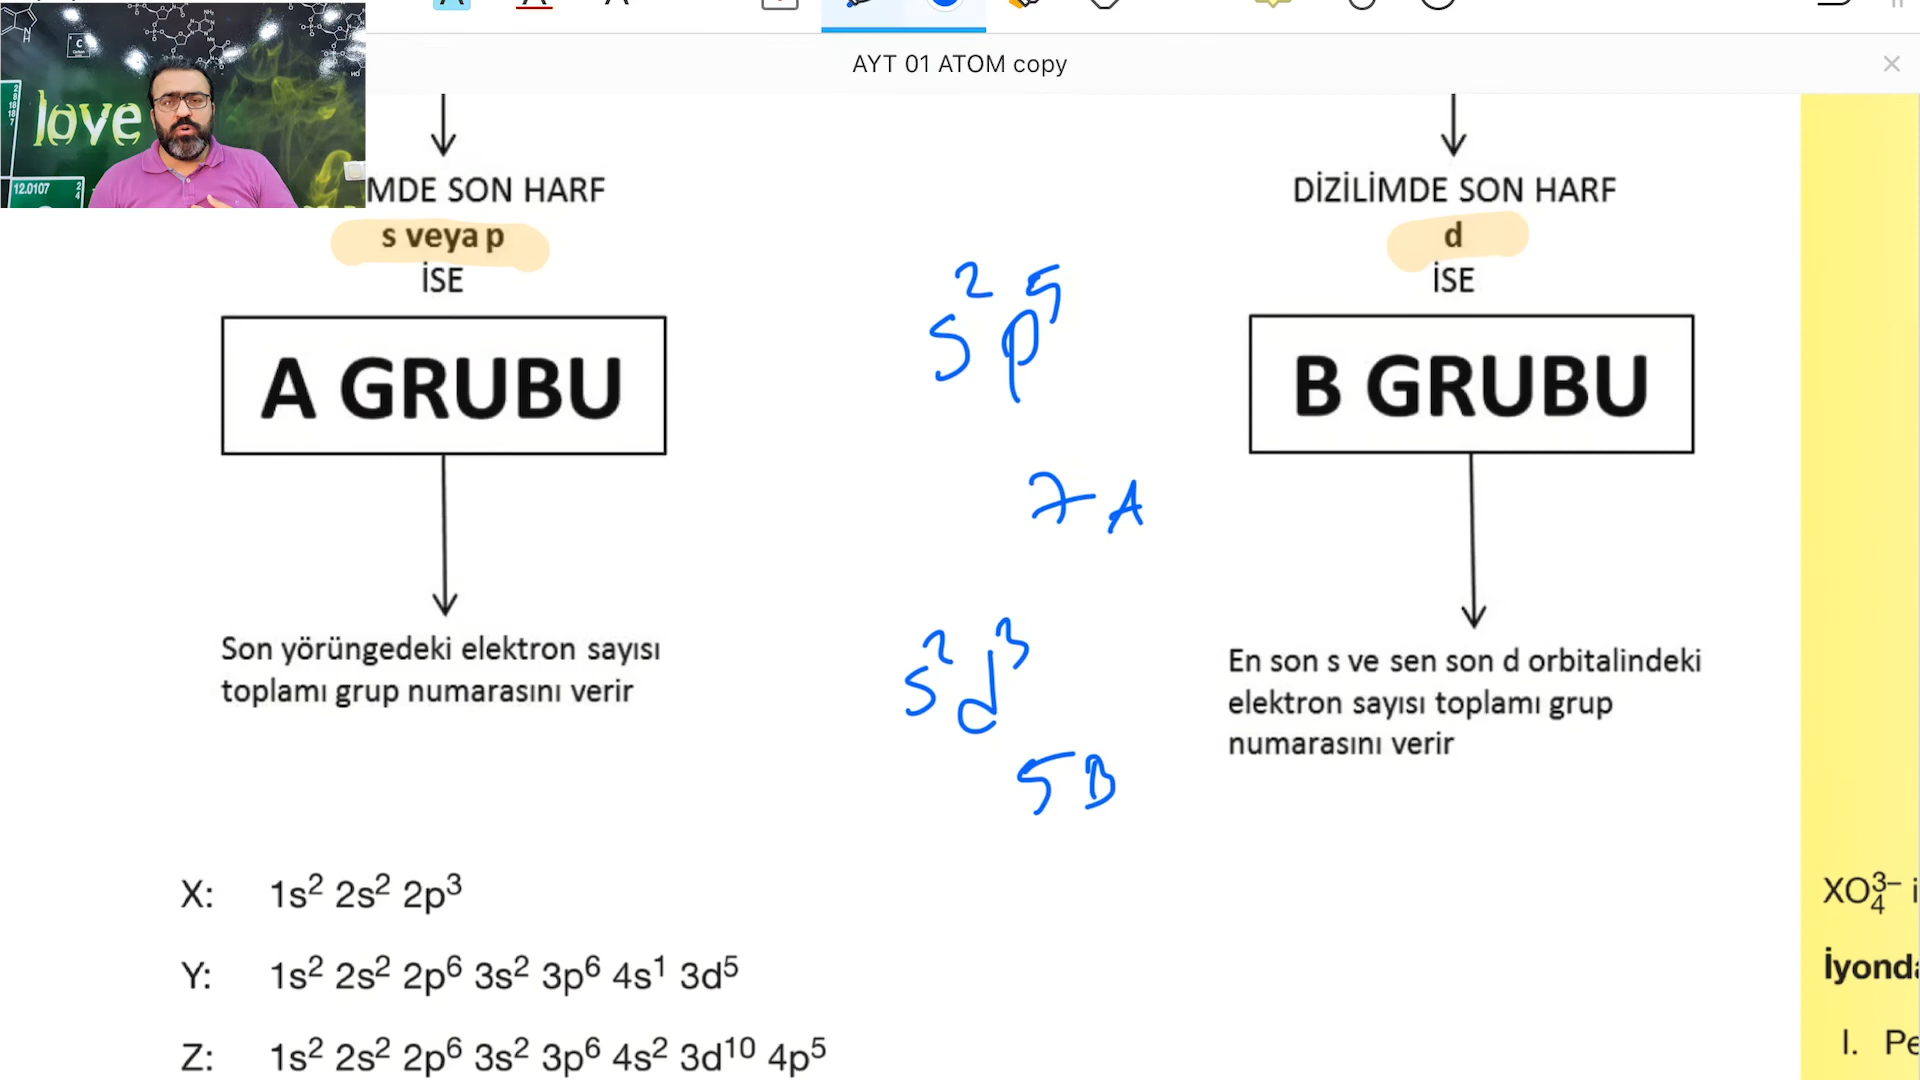 AYT 01 ATOM copy
love
12.0107
MDE SON HARF
s veya p
İSE
A GRUBU
Son yörüngedeki elektron sayısı
toplamı grup numarasını verir
s² p⁵
7A
s² d³
5B
DİZİLİMDE SON HARF
d
İSE
B GRUBU
En son s ve sen son d orbitalindeki
elektron sayısı toplamı grup
numarasını verir
X: 1s² 2s² 2p³
Y: 1s² 2s² 2p⁶ 3s² 3p⁶ 4s¹ 3d⁵
Z: 1s² 2s² 2p⁶ 3s² 3p⁶ 4s² 3d¹⁰ 4p⁵
XO₄³⁻ i
İyonda
I. Pe